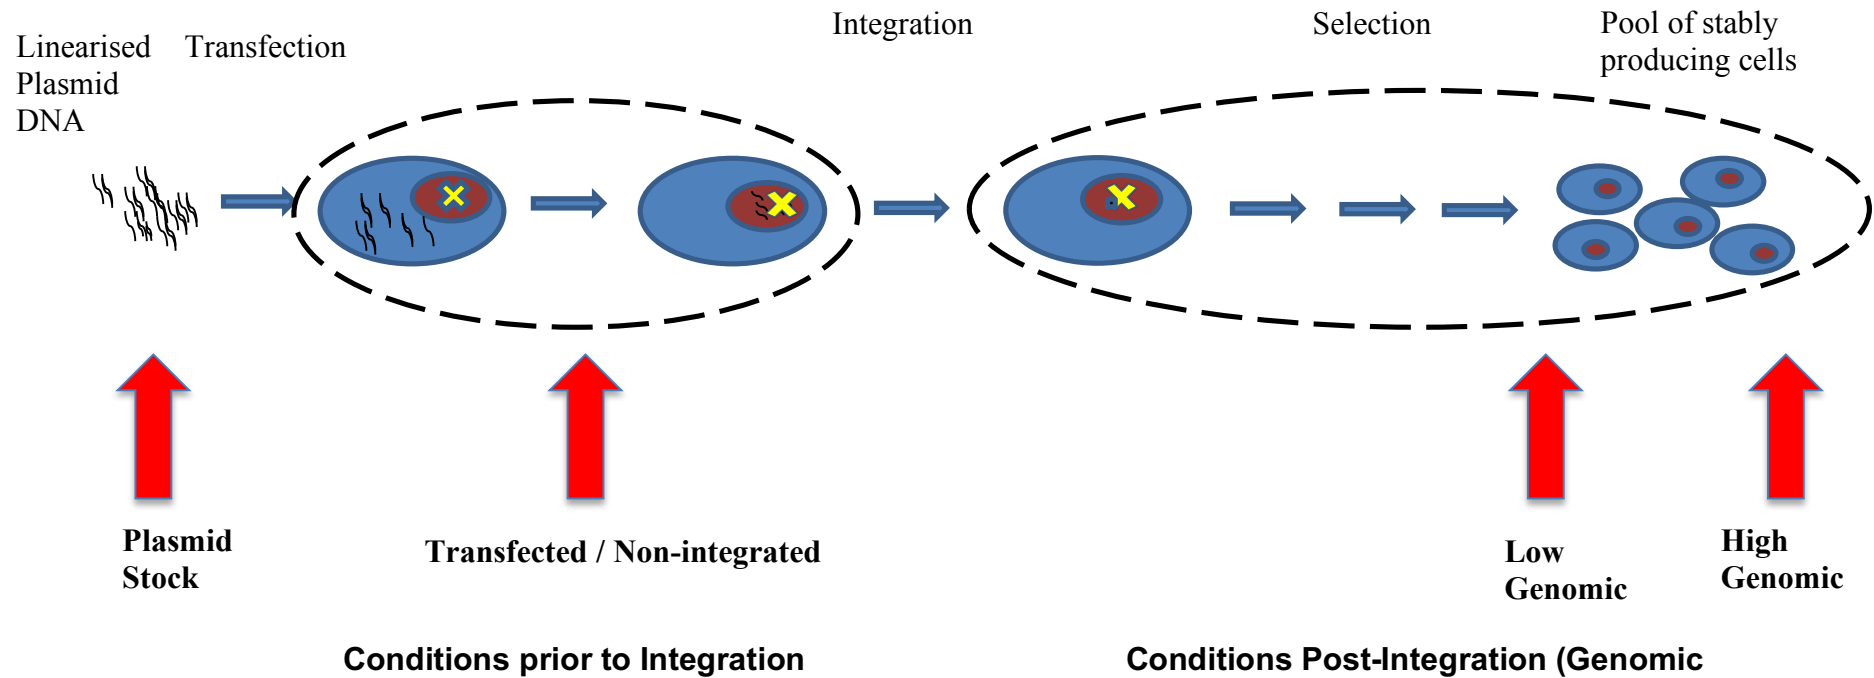 Linearised
Plasmid
DNA
Transfection
Integration
Selection
Pool of stably
producing cells
Plasmid
Stock
Transfected / Non-integrated
Low
Genomic
High
Genomic
Conditions prior to Integration
Conditions Post-Integration (Genomic